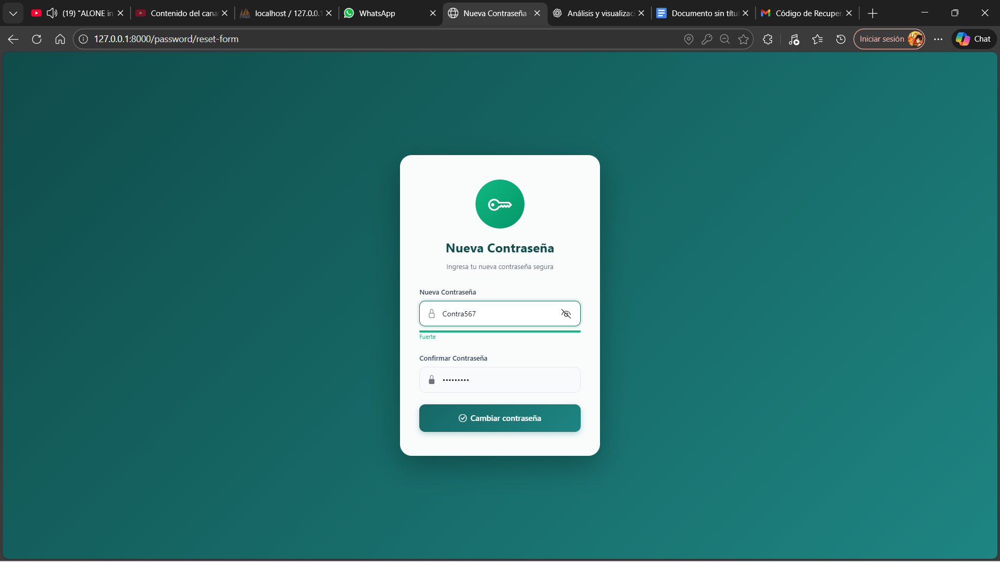 (19) "ALONE in
Contenido del cana
localhost / 127.0.0.1
WhatsApp
Nueva Contraseña -
Análisis y visualizaci
Documento sin títu
Código de Recuper
127.0.0.1:8000/password/reset-form
Iniciar sesión
Chat
Nueva Contraseña
Ingresa tu nueva contraseña segura
Nueva Contraseña
Contra567
Fuerte
Confirmar Contraseña
•••••••••
Cambiar contraseña